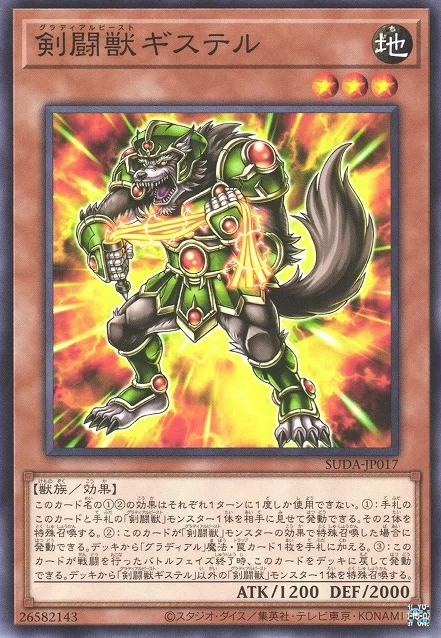 グラディアルビースト
剣闘獣ギステル
地
SUDA-JP017
【獣族／効果】
このカード名の①②の効果はそれぞれ1ターンに1度しか使用できない。①：手札の
このカードと手札の「剣闘獣」モンスター1体を相手に見せて発動できる。その2体を
特殊召喚する。②：このカードが「剣闘獣」モンスターの効果で特殊召喚した場合に
発動できる。デッキから「グラディアル」魔法・罠カード1枚を手札に加える。③：この
カードが戦闘を行ったバトルフェイズ終了時、このカードをデッキに戻して発動
できる。デッキから「剣闘獣ギステル」以外の「剣闘獣」モンスター1体を特殊召喚する。
ATK/1200 DEF/2000
26582143
©スタジオ・ダイス／集英社・テレビ東京・KONAMI